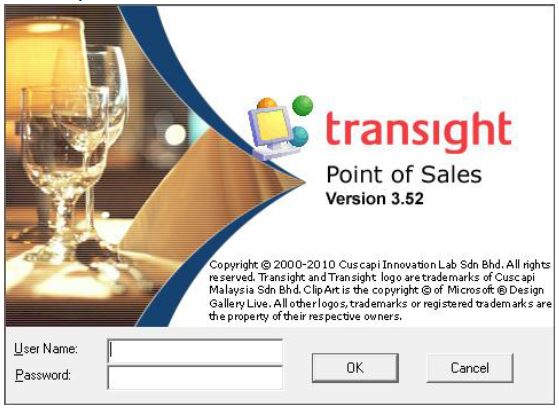 transıght
Point of Sales
Version 3.52
Copyright © 2000-2010 Cuscapi Innovation Lab Sdn Bhd. All rights
reserved. Transight and Transight logo are trademarks of Cuscapi
Malaysia Sdn Bhd. ClipArt is the copyright © of Microsoft ® Design
Gallery Live. All other logos, trademarks or registered trademarks are
the property of their respective owners.
User Name:
Password:
OK
Cancel